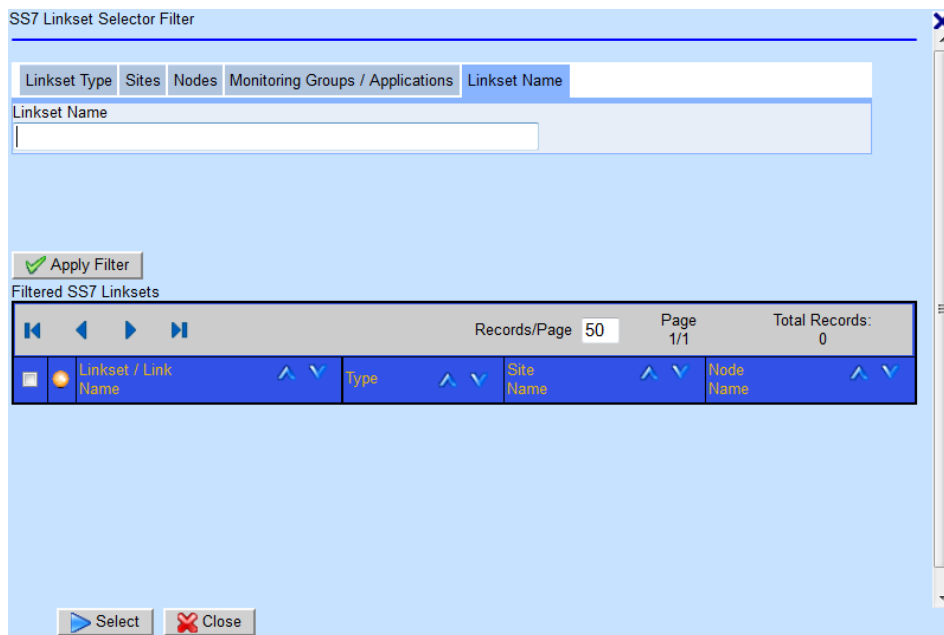 SS7 Linkset Selector Filter
Linkset Type Sites Nodes Monitoring Groups / Applications Linkset Name
Linkset Name
Apply Filter
Filtered SS7 Linksets
Records/Page 50 Page 1/1 Total Records: 0
Linkset / Link Name Type Site Name Node Name
Select Close